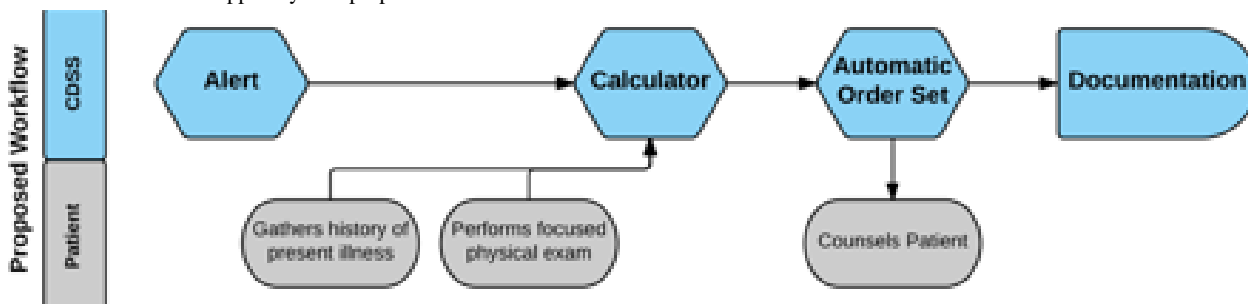 Proposed Workflow
CDSS
Alert
Calculator
Automatic
Order Set
Documentation
Patient
Gathers history of
present illness
Performs focused
physical exam
Counsels Patient